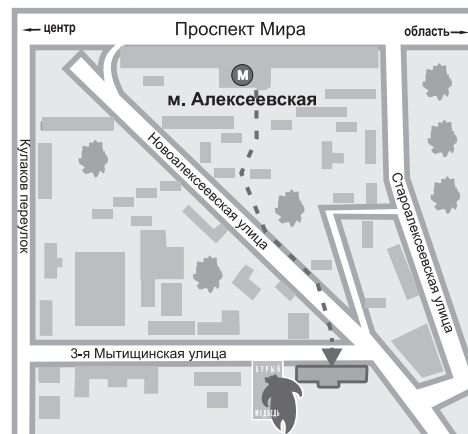 центр
Проспект Мира
область
М
м. Алексеевская
Новоалексеевская улица
Кулаков переулок
Староалексеевская улица
3-я Мытищинская улица
БУРЫЙ
МЕДВЕДЬ